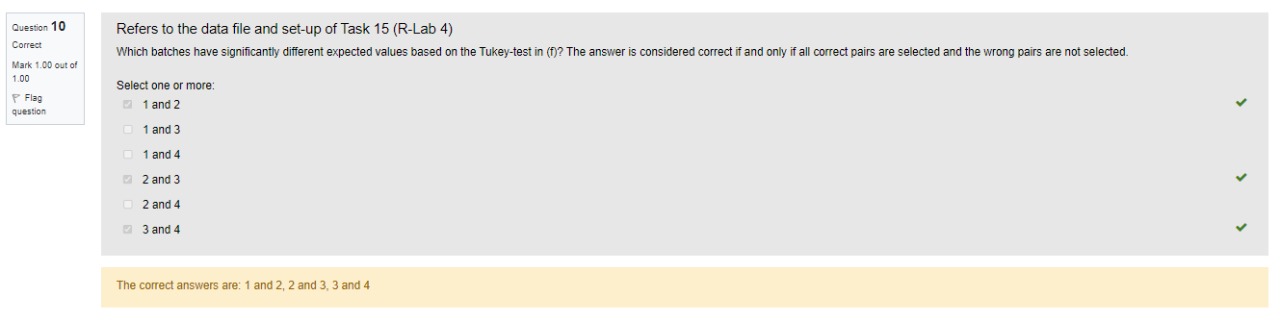 Question 10
Correct
Mark 1.00 out of
1.00
Flag
question
Refers to the data file and set-up of Task 15 (R-Lab 4)
Which batches have significantly different expected values based on the Tukey-test in (f)? The answer is considered correct if and only if all correct pairs are selected and the wrong pairs are not selected.
Select one or more:
1 and 2
1 and 3
1 and 4
2 and 3
2 and 4
3 and 4
The correct answers are: 1 and 2, 2 and 3, 3 and 4